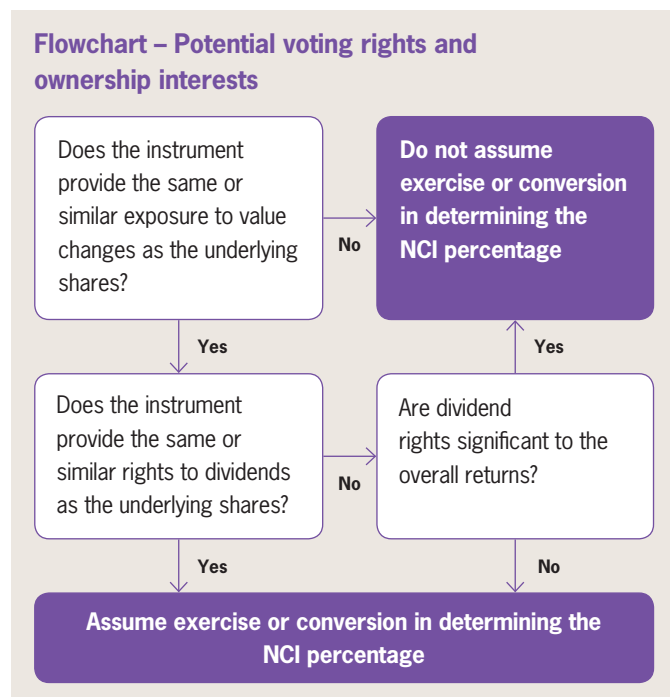 Flowchart – Potential voting rights and
ownership interests
Does the instrument
provide the same or
similar exposure to value
changes as the underlying
shares?
No
Do not assume
exercise or conversion
in determining the
NCI percentage
Yes
Yes
Does the instrument
provide the same or
similar rights to dividends
as the underlying shares?
No
Are dividend
rights significant to the
overall returns?
Yes
No
Assume exercise or conversion in determining the
NCI percentage